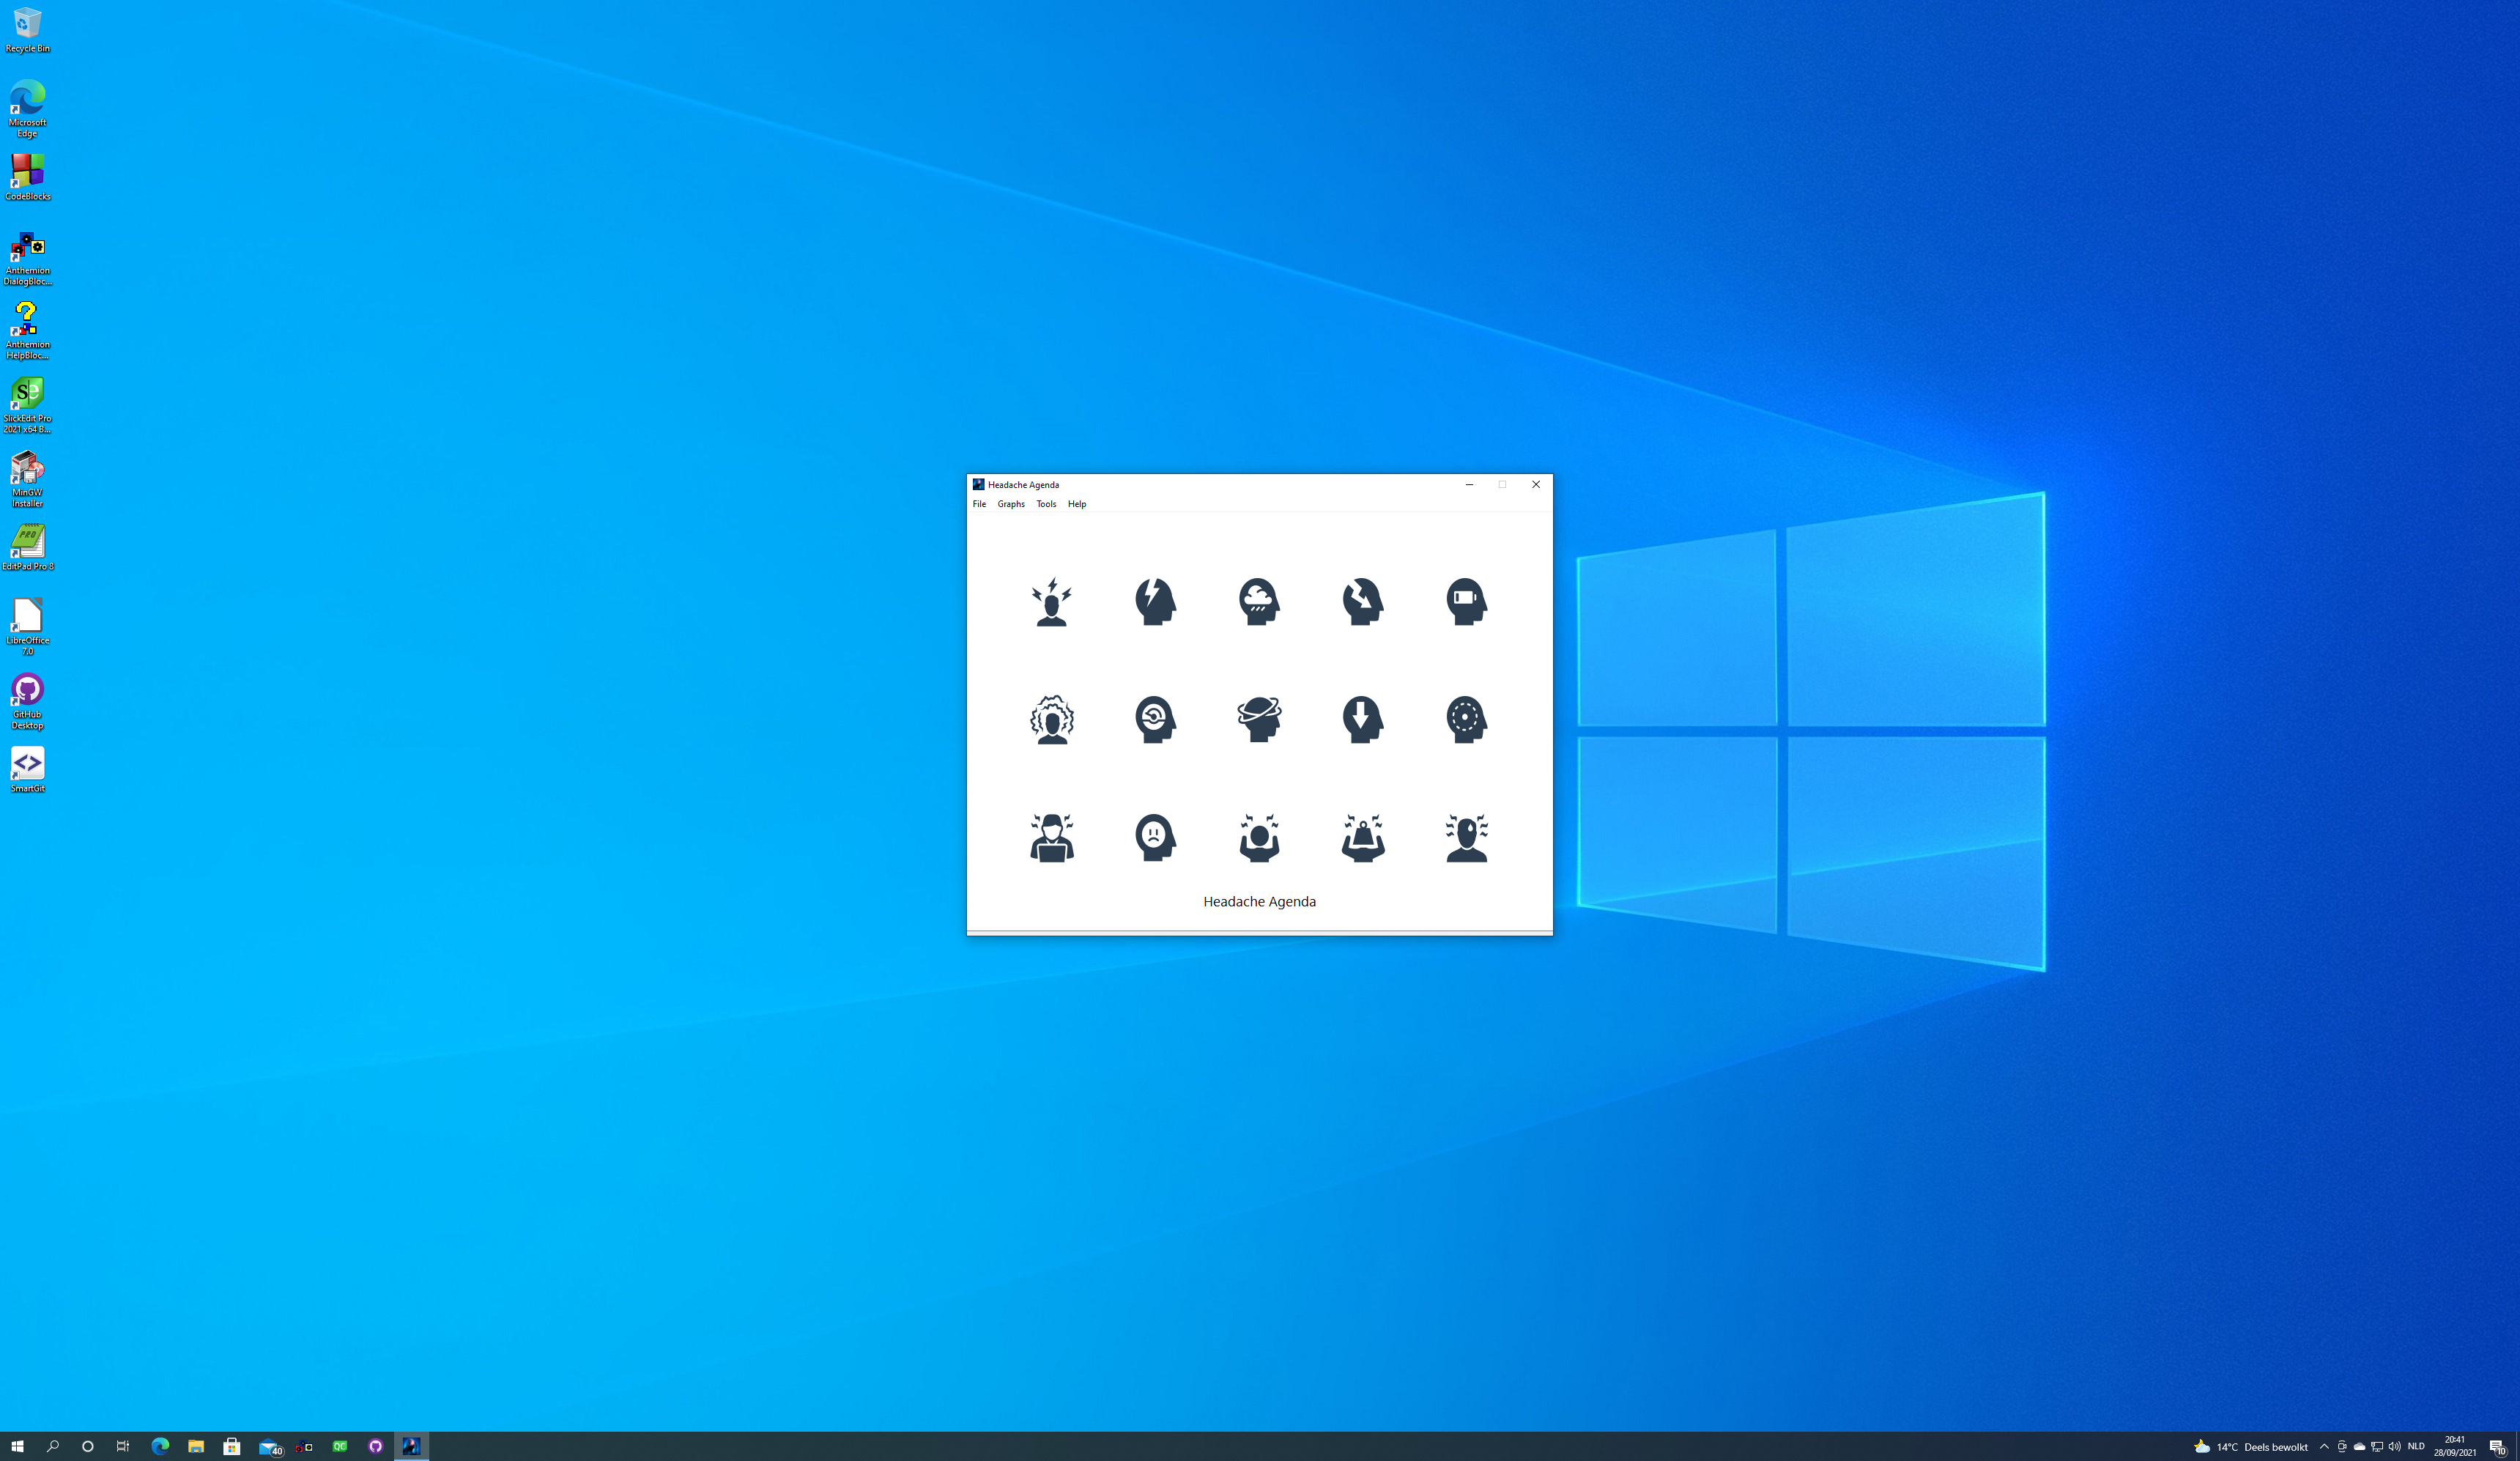 Recycle Bin
Microsoft
Edge
CodeBlocks
Anthemion
DialogBloc...
Anthemion
HelpBloc...
SlickEdit Pro
2021 x64 B...
MinGW
Installer
PRO
EditPad Pro 8
LibreOffice
7.0
GitHub
Desktop
SmartGit
Headache Agenda
File Graphs Tools Help
Headache Agenda
40
QC
14°C Deels bewolkt
NLD
20:41
28/09/2021
10